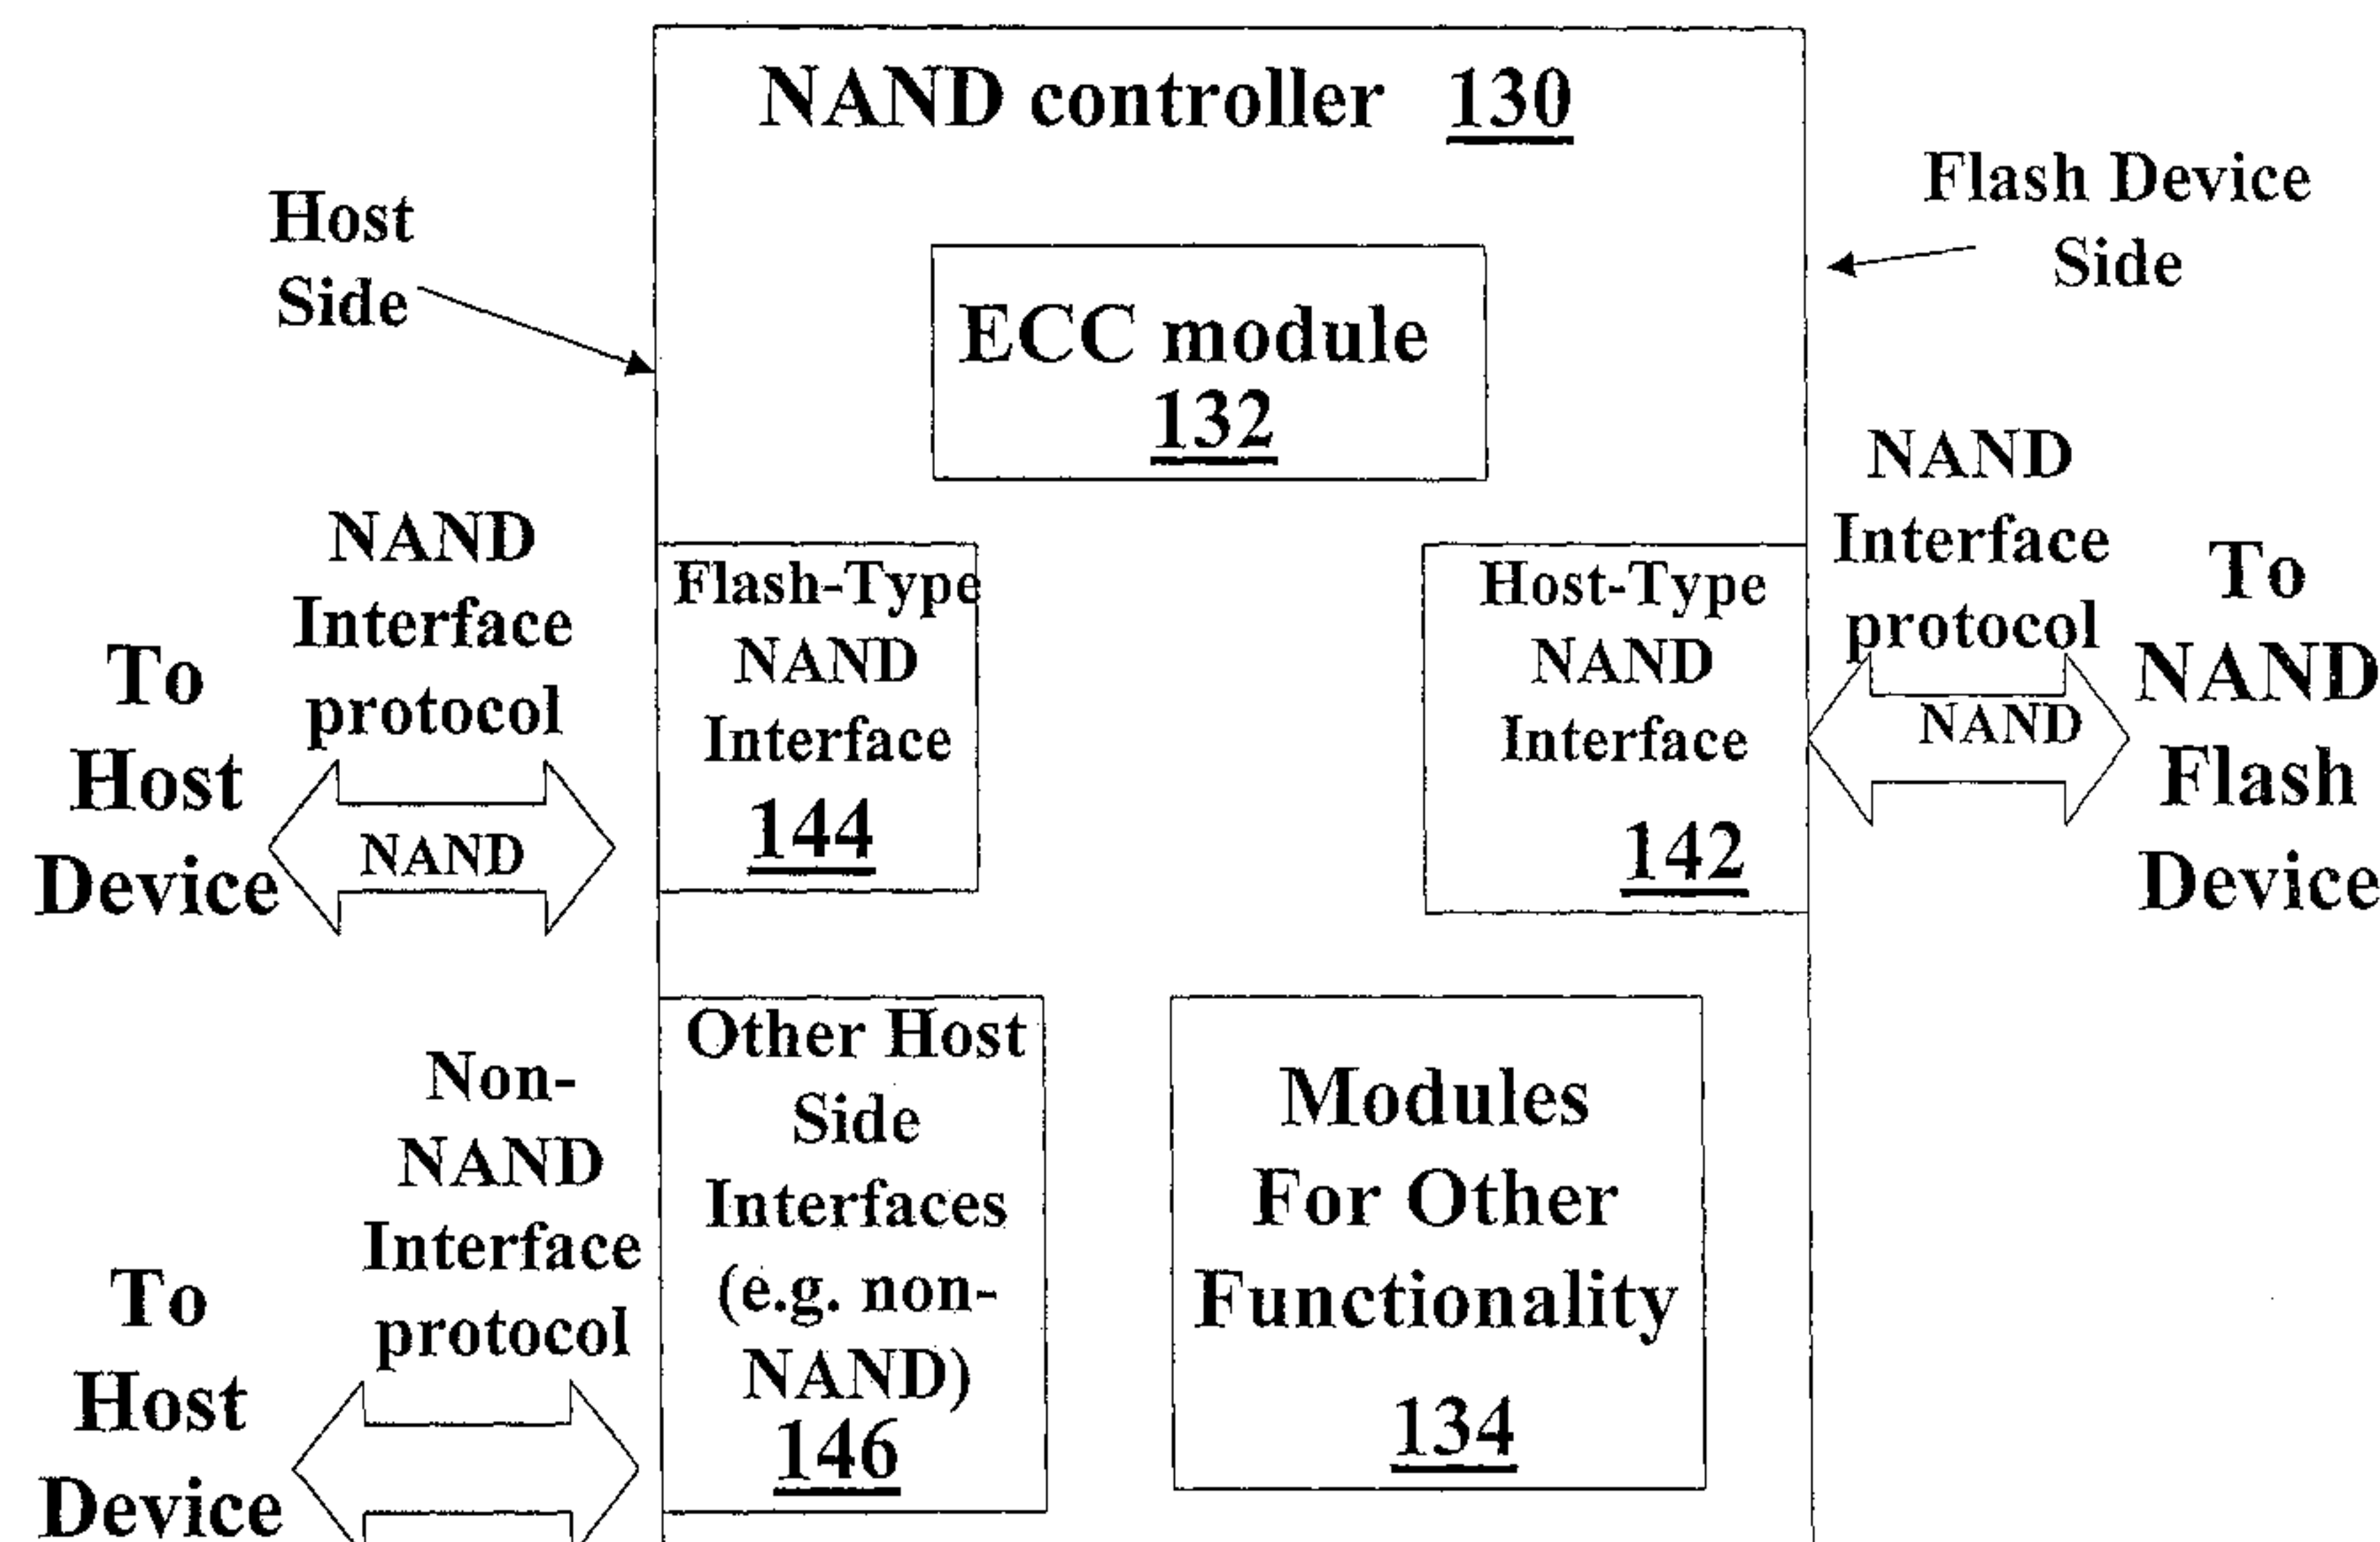 NAND controller 130
Host
Side
Flash Device
Side
ECC module
132
NAND
Interface
protocol
To
Host
Device
NAND
Flash-Type
NAND
Interface
144
Host-Type
NAND
Interface
142
NAND
Interface
protocol
NAND
To
NAND
Flash
Device
Non-
NAND
Interface
protocol
To
Host
Device
Other Host
Side
Interfaces
(e.g. non-
NAND)
146
Modules
For Other
Functionality
134